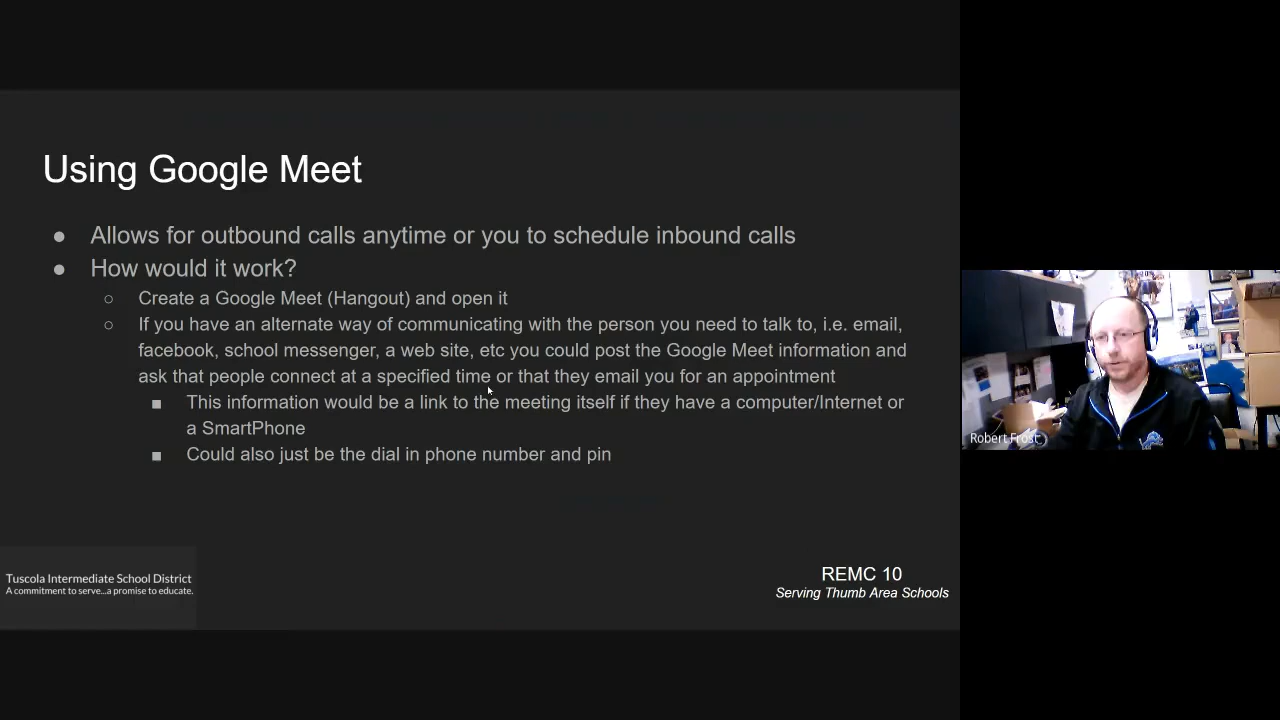 Using Google Meet
● Allows for outbound calls anytime or you to schedule inbound calls
● How would it work?
○ Create a Google Meet (Hangout) and open it
○ If you have an alternate way of communicating with the person you need to talk to, i.e. email,
facebook, school messenger, a web site, etc you could post the Google Meet information and
ask that people connect at a specified time or that they email you for an appointment
■ This information would be a link to the meeting itself if they have a computer/Internet or
a SmartPhone
■ Could also just be the dial in phone number and pin
Tuscola Intermediate School District
A commitment to serve...a promise to educate.
REMC 10
Serving Thumb Area Schools
Robert Frost